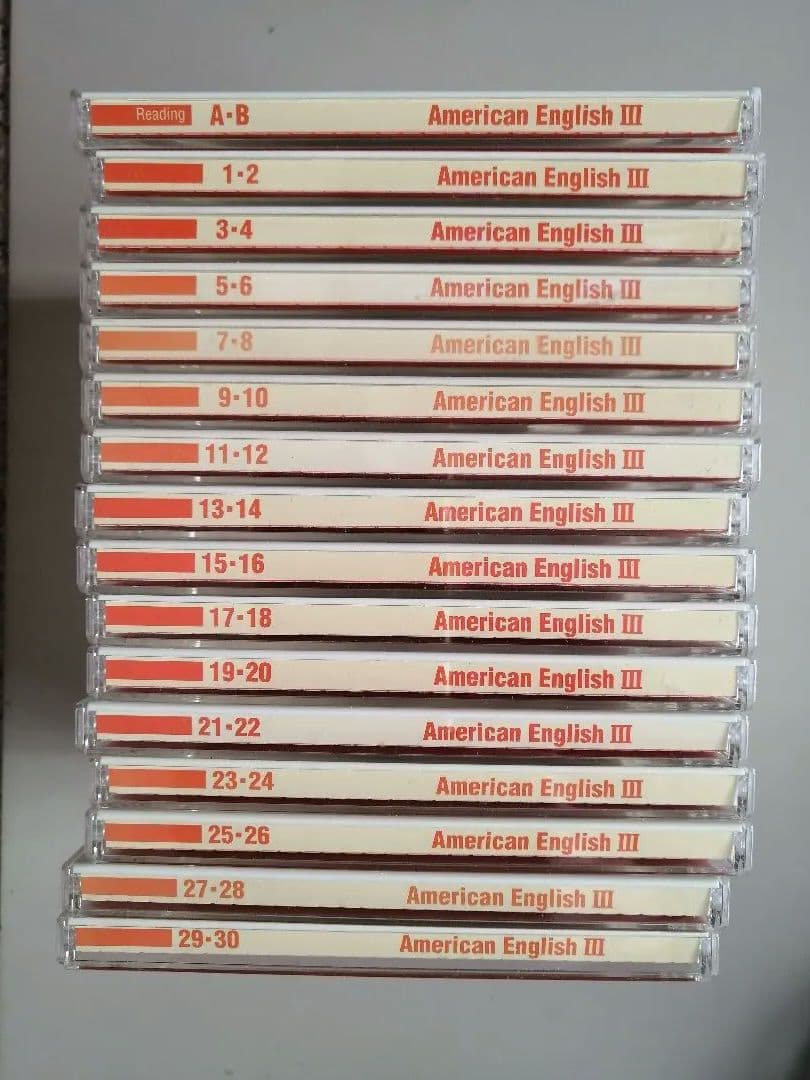 Reading A·B American English III
1·2 American English III
3·4 American English III
5·6 American English III
7·8 American English III
9·10 American English III
11·12 American English III
13·14 American English III
15·16 American English III
17·18 American English III
19·20 American English III
21·22 American English III
23·24 American English III
25·26 American English III
27·28 American English III
29·30 American English III